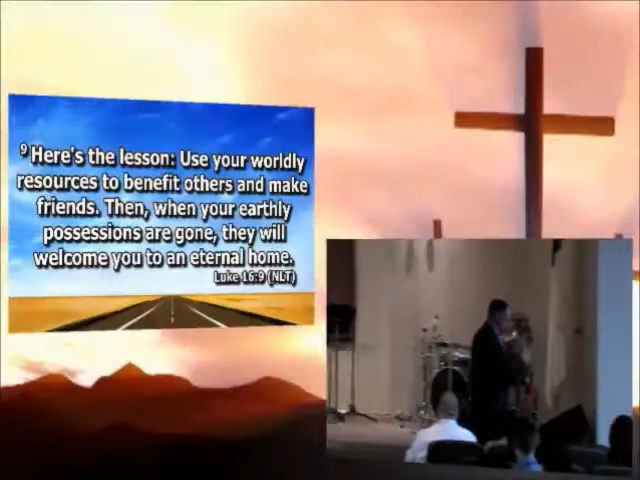 9 Here's the lesson: Use your worldly
resources to benefit others and make
friends. Then, when your earthly
possessions are gone, they will
welcome you to an eternal home.
Luke 16:9 (NLT)